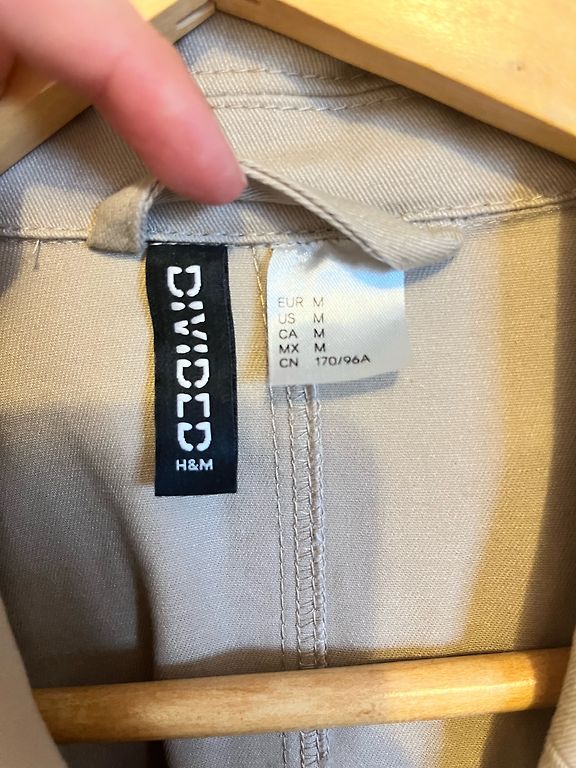 DIVIDED
H&M
EUR M
US M
CA M
MX M
CN 170/96A